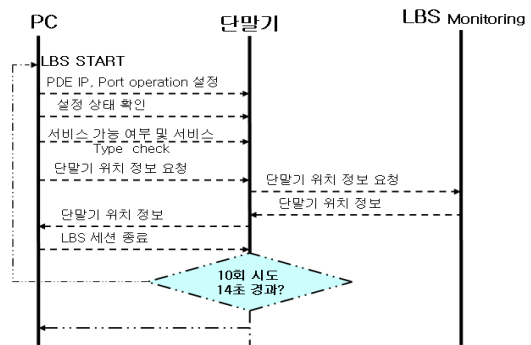 PC
단말기
LBS Monitoring
LBS START
PDE IP, Port operation 설정
설정 상태 확인
서비스 가능 여부 및 서비스
Type check
단말기 위치 정보 요청
단말기 위치 정보 요청
단말기 위치 정보
단말기 위치 정보
LBS 세션 종료
10회 시도
14초 경과?